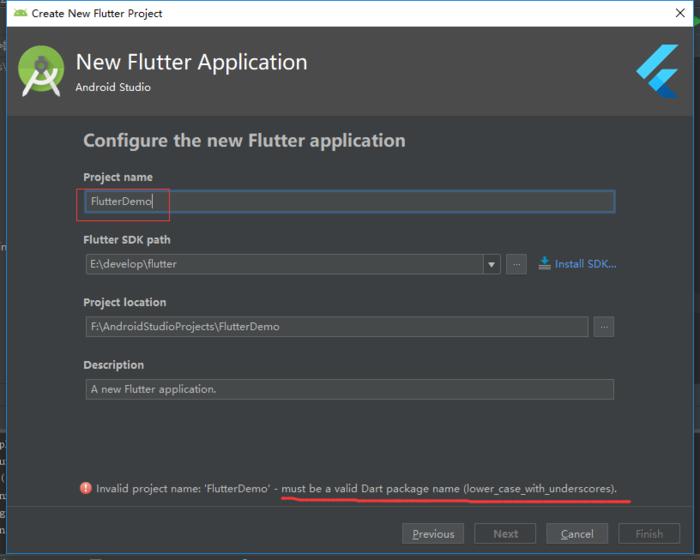 Create New Flutter Project
New Flutter Application
Android Studio
Configure the new Flutter application
Project name
FlutterDemo
Flutter SDK path
E:\develop\flutter
...
Install SDK...
Project location
F:\AndroidStudioProjects\FlutterDemo
...
Description
A new Flutter application.
Invalid project name: 'FlutterDemo' - must be a valid Dart package name (lower_case_with_underscores).
Previous
Next
Cancel
Finish